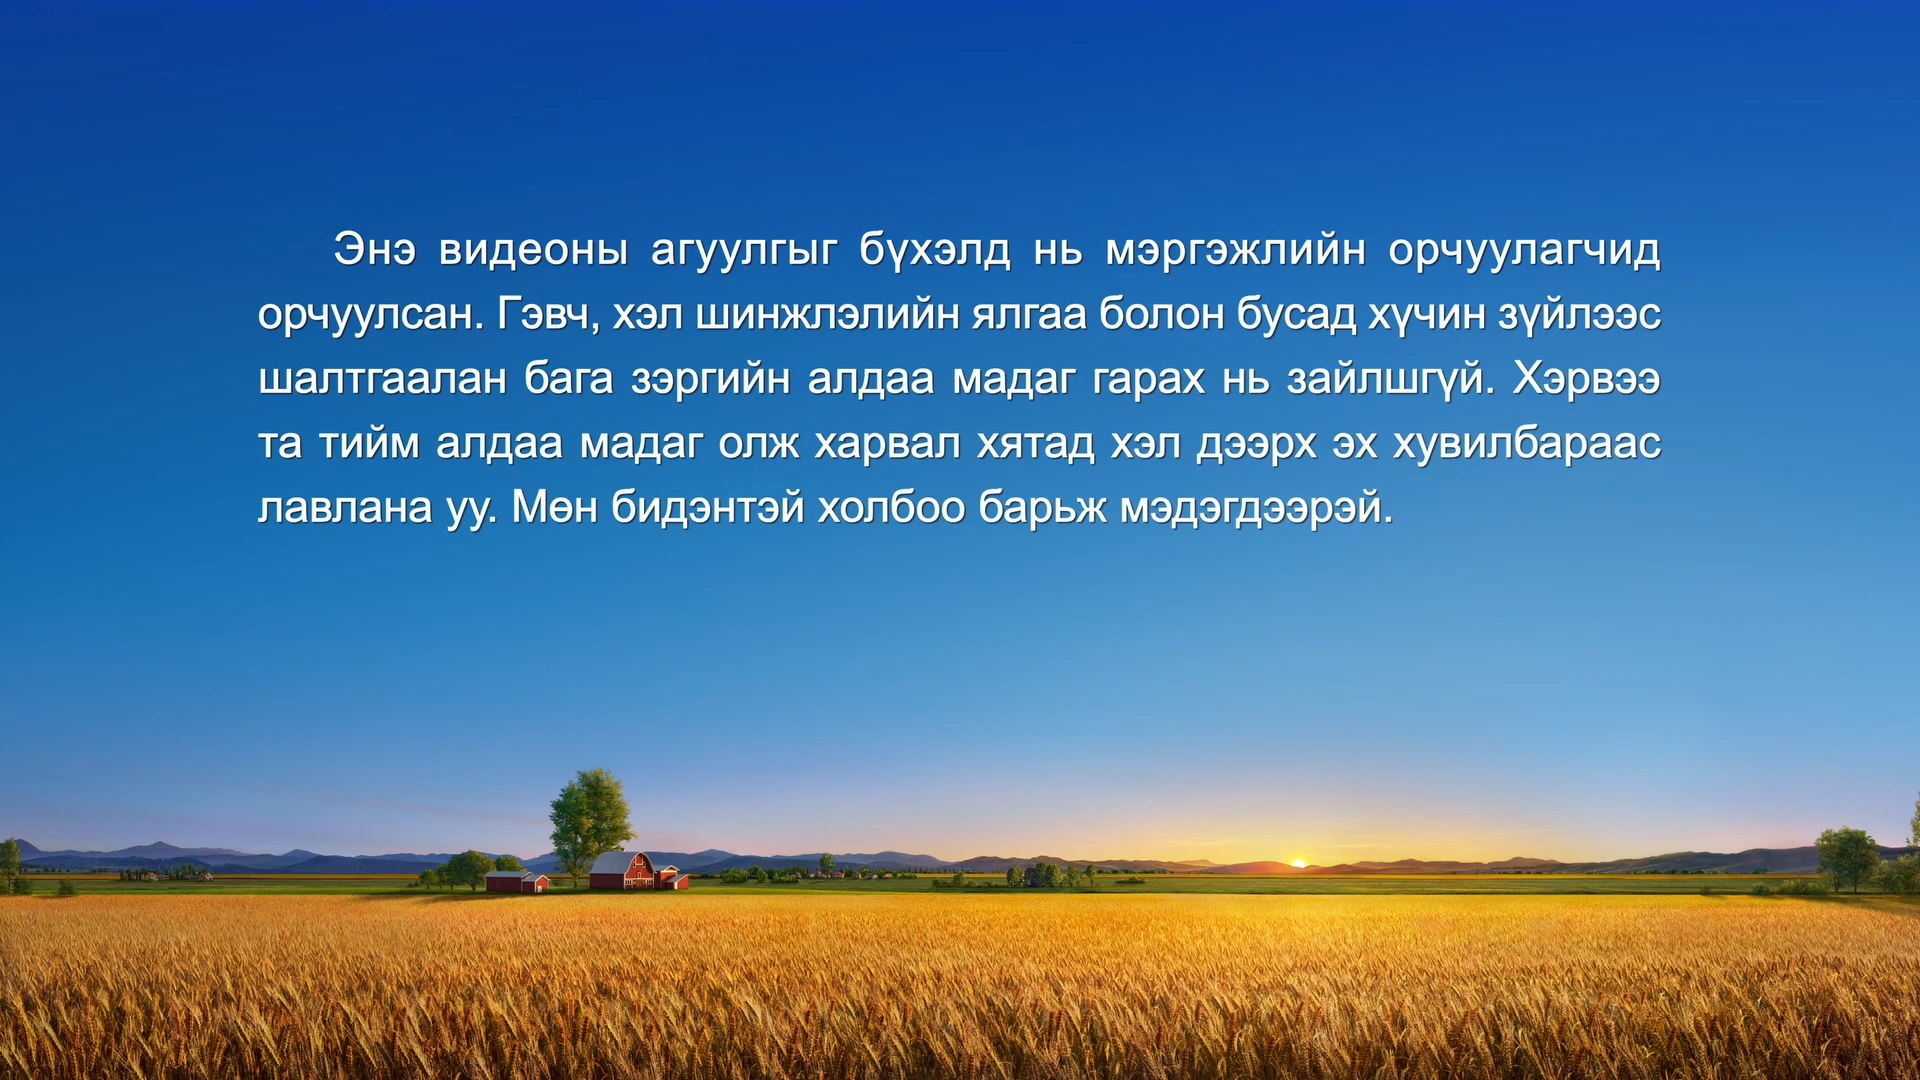 Энэ видеоны агуулгыг бүхэлд нь мэргэжлийн орчуулагчид
орчуулсан. Гэвч, хэл шинжлэлийн ялгаа болон бусад хүчин зүйлээс
шалтгаалан бага зэргийн алдаа мадаг гарах нь зайлшгүй. Хэрвээ
та тийм алдаа мадаг олж харвал хятад хэл дээрх эх хувилбараас
лавлана уу. Мөн бидэнтэй холбоо барьж мэдэгдээрэй.